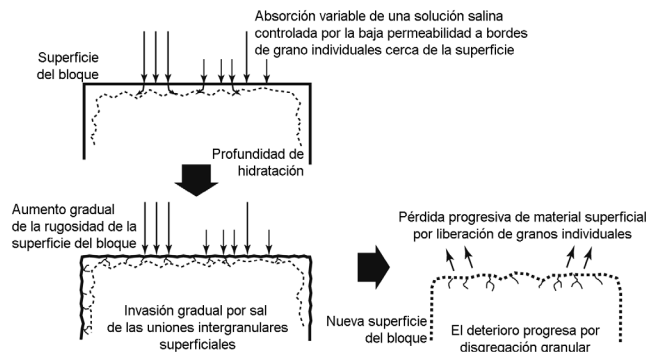 Absorción variable de una solución salina
controlada por la baja permeabilidad a bordes
de grano individuales cerca de la superficie
Superficie
del bloque
Profundidad de
hidratación
Aumento gradual
de la rugosidad de la
superficie del bloque
Invasión gradual por sal
de las uniones intergranulares
superficiales
Pérdida progresiva de material superficial
por liberación de granos individuales
Nueva superficie
del bloque
El deterioro progresa por
disgregación granular